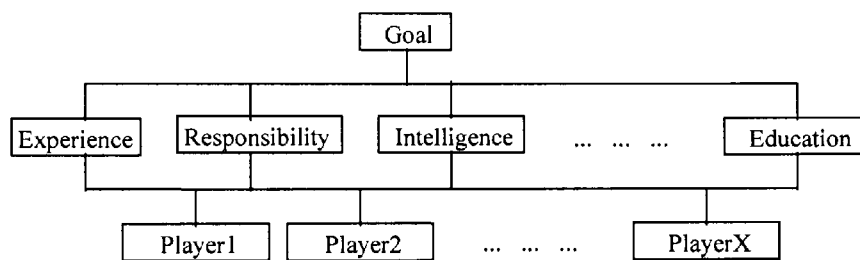 Goal
Experience Responsibility Intelligence ... ... ... Education
Player1 Player2 ... ... ... PlayerX